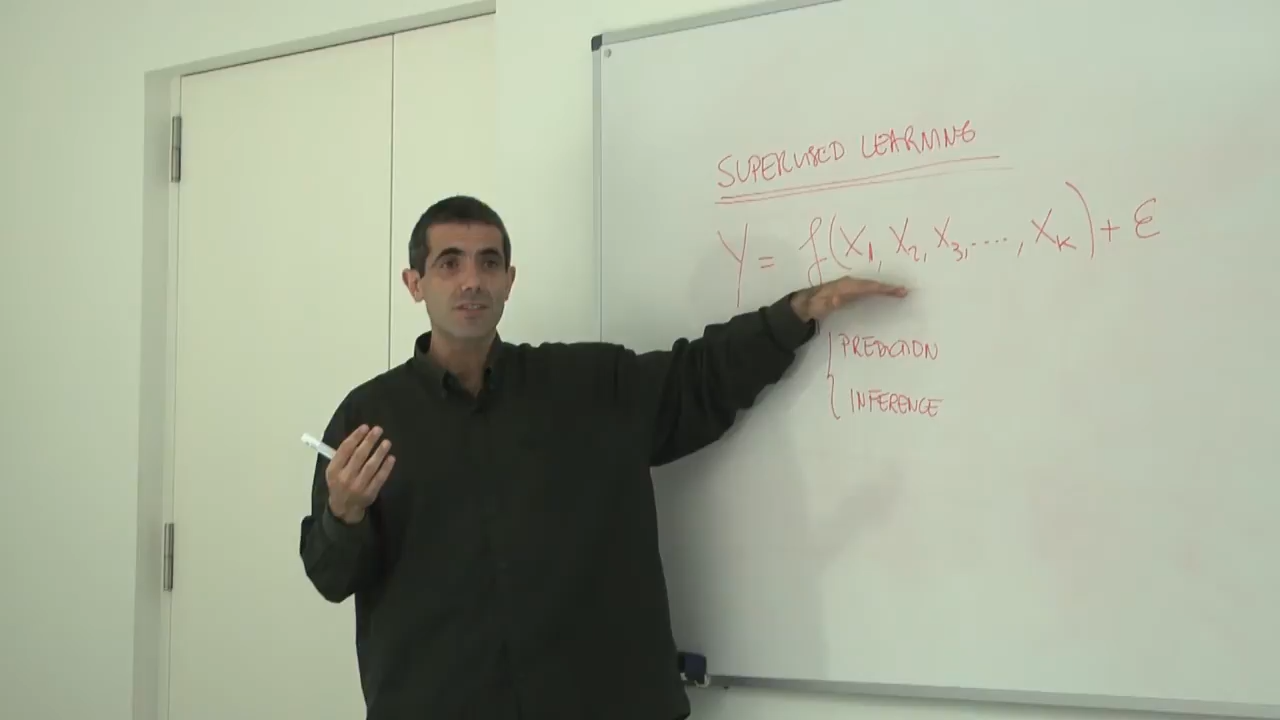 SUPERVISED LEARNING
Y = f(X1, X2, X3, ...., XK) + ε
PREDICTION
INFERENCE